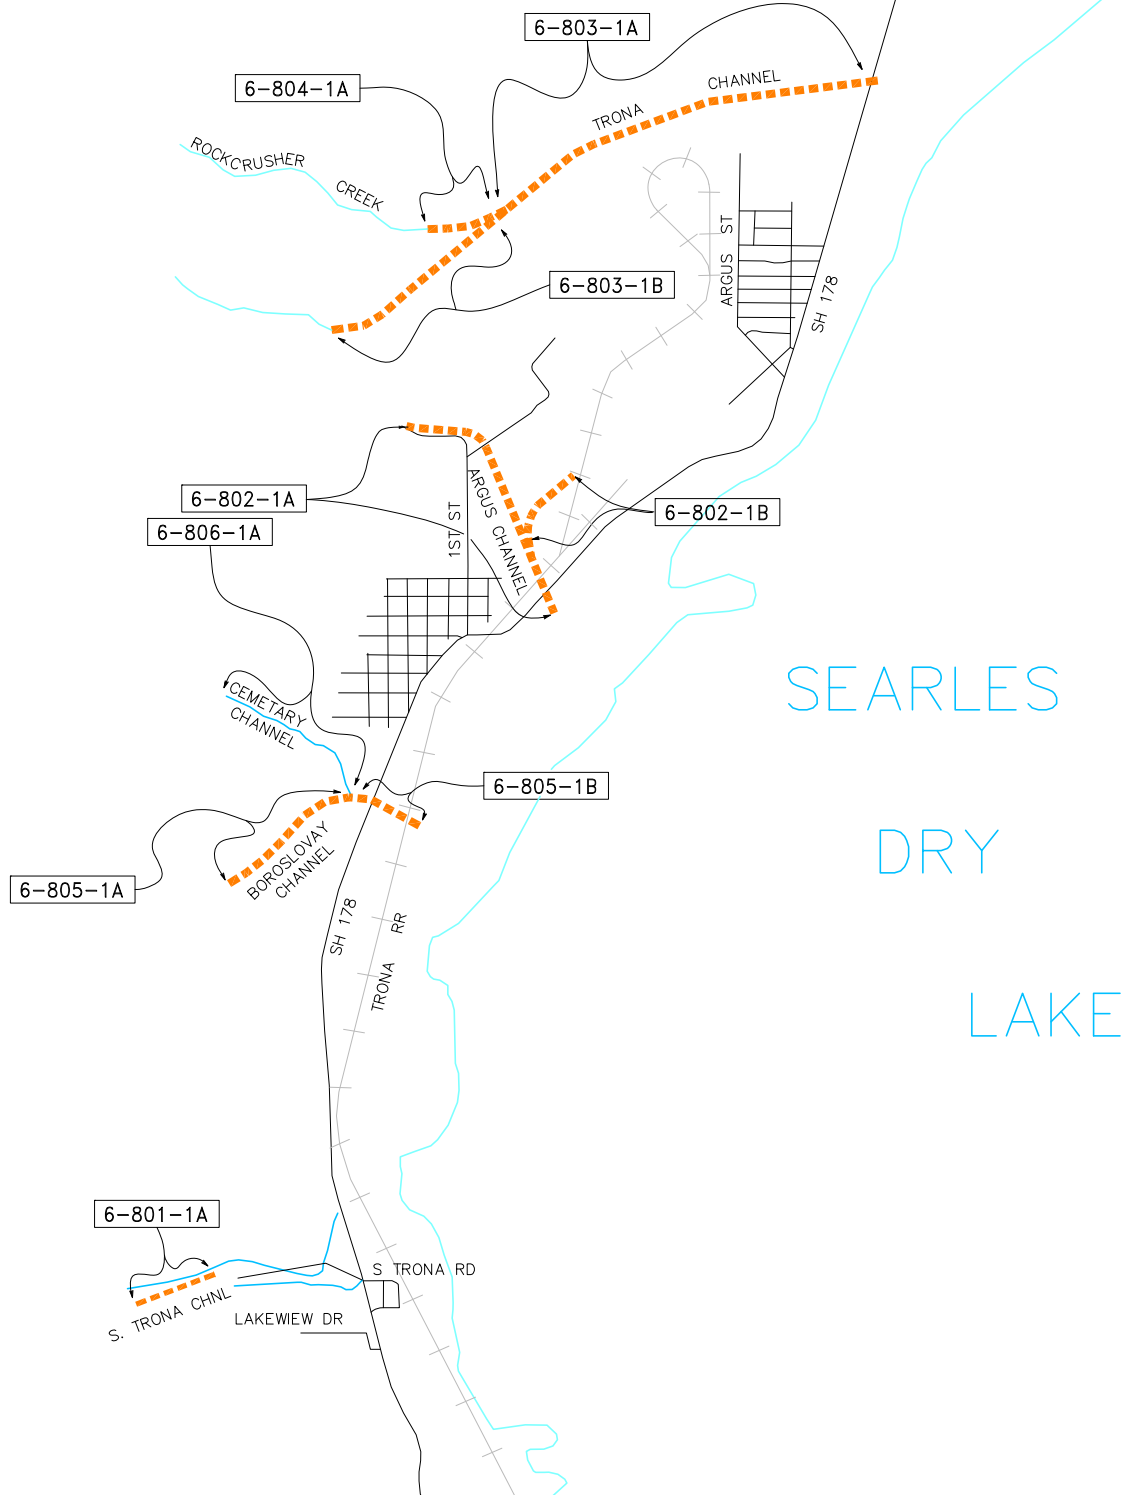 6-803-1A
6-804-1A
TRONA CHANNEL
ROCKCRUSHER
CREEK
6-803-1B
ARGUS ST
SH 178
6-802-1A
6-806-1A
1ST ST
ARGUS CHANNEL
6-802-1B
CEMETARY
CHANNEL
SEARLES
6-805-1B
6-805-1A
BOROSLOVAY
CHANNEL
DRY
SH 178
TRONA RR
LAKE
6-801-1A
S TRONA RD
S. TRONA CHNL
LAKEWIEW DR